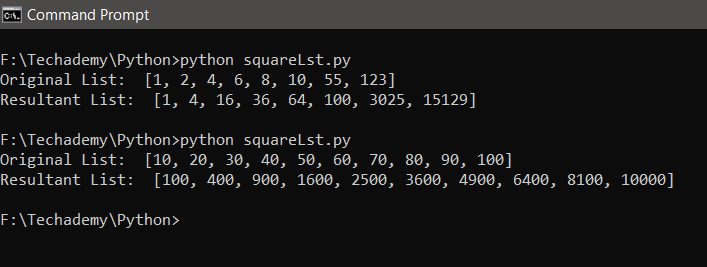 Command Prompt
F:\Techademy\Python>python squareLst.py
Original List:  [1, 2, 4, 6, 8, 10, 55, 123]
Resultant List:  [1, 4, 16, 36, 64, 100, 3025, 15129]
F:\Techademy\Python>python squareLst.py
Original List:  [10, 20, 30, 40, 50, 60, 70, 80, 90, 100]
Resultant List:  [100, 400, 900, 1600, 2500, 3600, 4900, 6400, 8100, 10000]
F:\Techademy\Python>